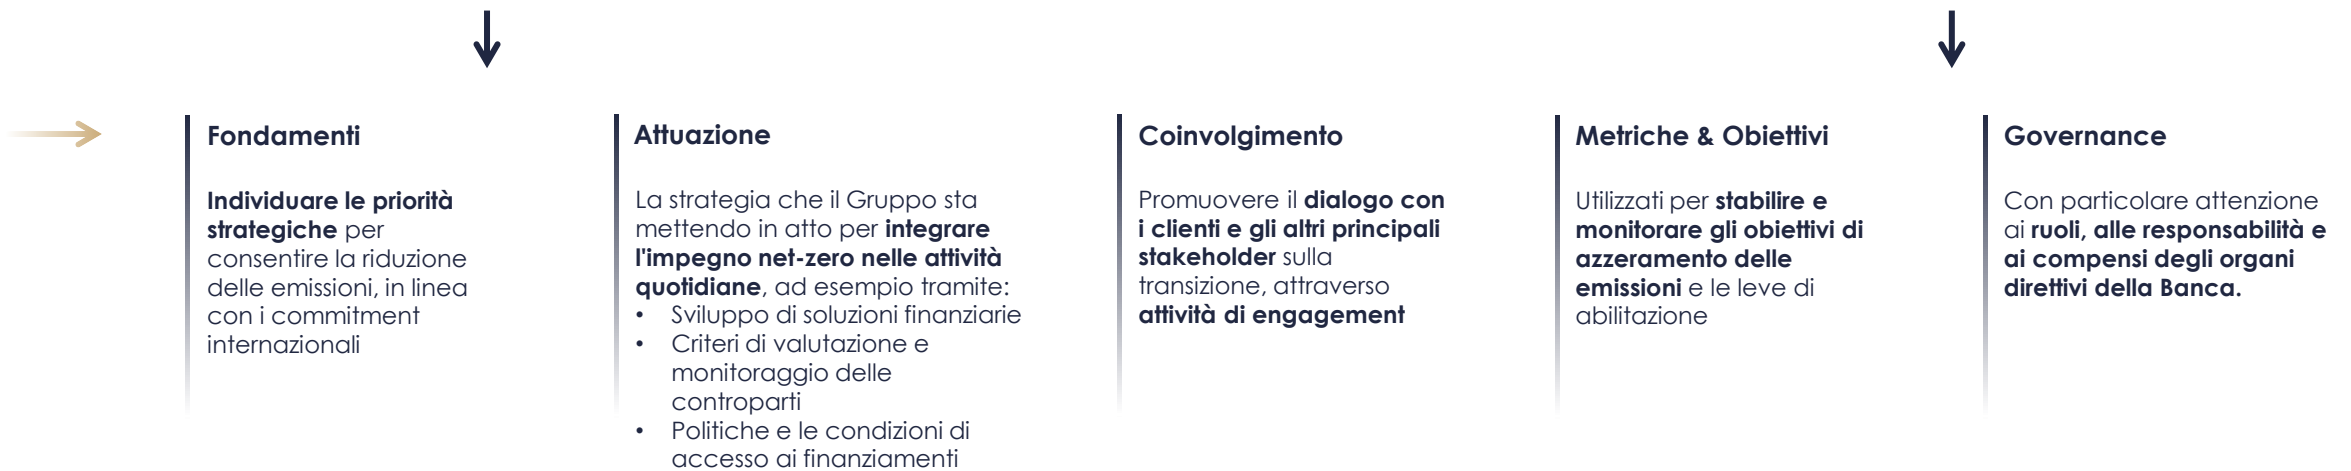 Fondamenti
Individuare le priorità
strategiche per
consentire la riduzione
delle emissioni, in linea
con i commitment
internazionali
Attuazione
La strategia che il Gruppo sta
mettendo in atto per integrare
l'impegno net-zero nelle attività
quotidiane, ad esempio tramite:
• Sviluppo di soluzioni finanziarie
• Criteri di valutazione e
monitoraggio delle
controparti
• Politiche e le condizioni di
accesso ai finanziamenti
Coinvolgimento
Promuovere il dialogo con
i clienti e gli altri principali
stakeholder sulla
transizione, attraverso
attività di engagement
Metriche & Obiettivi
Utilizzati per stabilire e
monitorare gli obiettivi di
azzeramento delle
emissioni e le leve di
abilitazione
Governance
Con particolare attenzione
ai ruoli, alle responsabilità e
ai compensi degli organi
direttivi della Banca.